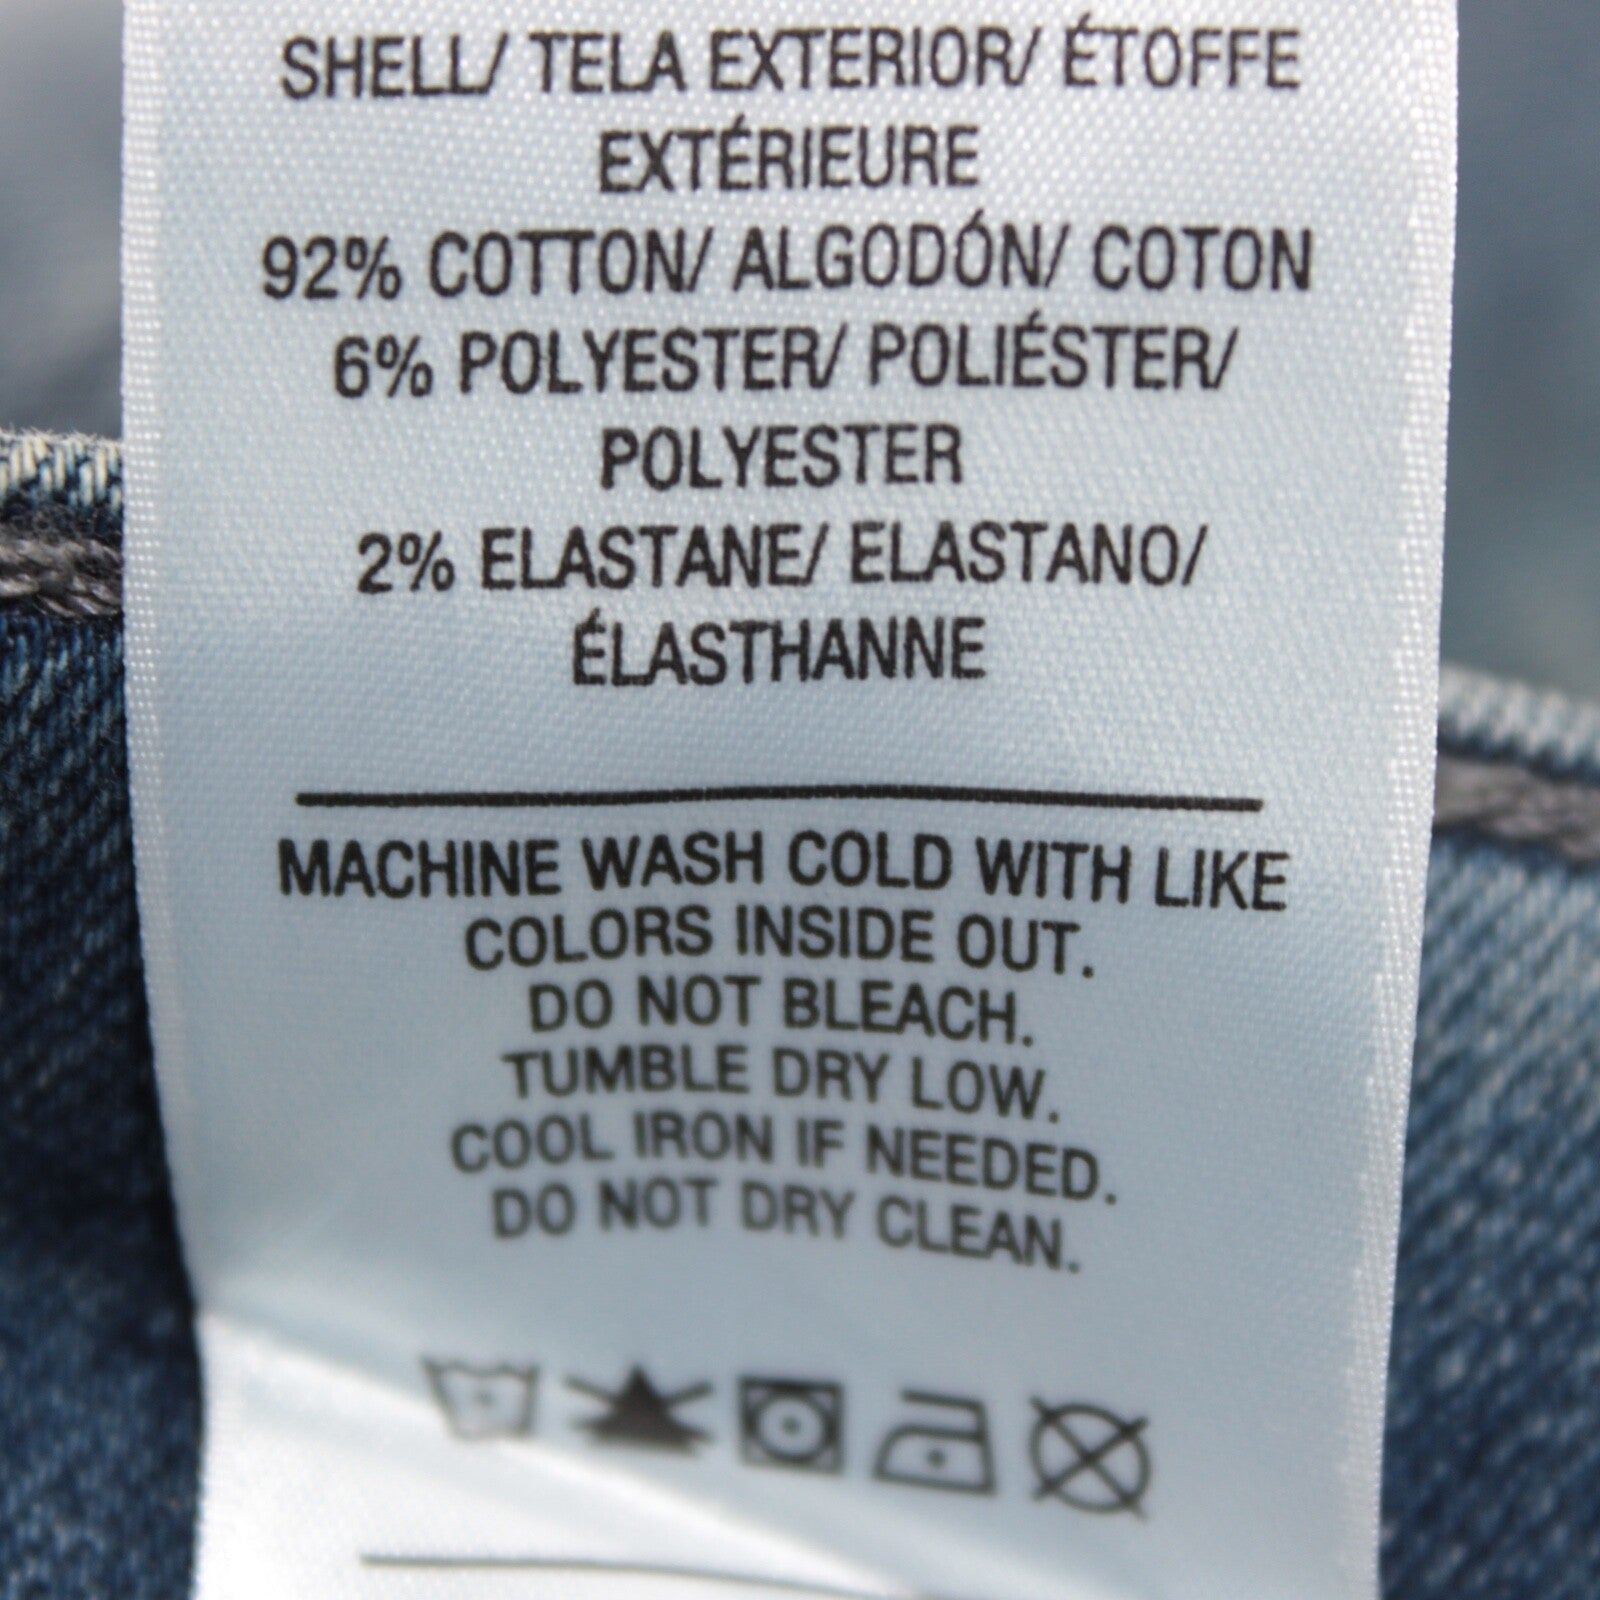 SHELL/ TELA EXTERIOR/ ÉTOFFE
EXTÉRIEURE
92% COTTON/ ALGODÓN/ COTON
6% POLYESTER/ POLIÉSTER/
POLYESTER
2% ELASTANE/ ELASTANO/
ÉLASTHANNE
MACHINE WASH COLD WITH LIKE
COLORS INSIDE OUT.
DO NOT BLEACH.
TUMBLE DRY LOW.
COOL IRON IF NEEDED.
DO NOT DRY CLEAN.